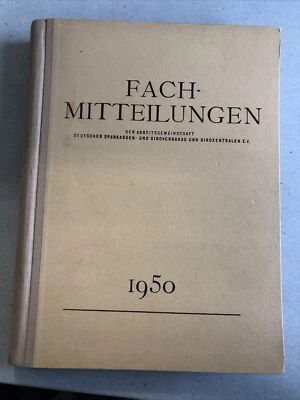 FACH-
MITTEILUNGEN
DER ARBEITSGEMEINSCHAFT
DEUTSCHER SPARKASSEN- UND GIROVERBÄNDE UND GIROZENTRALEN E.V.
1950